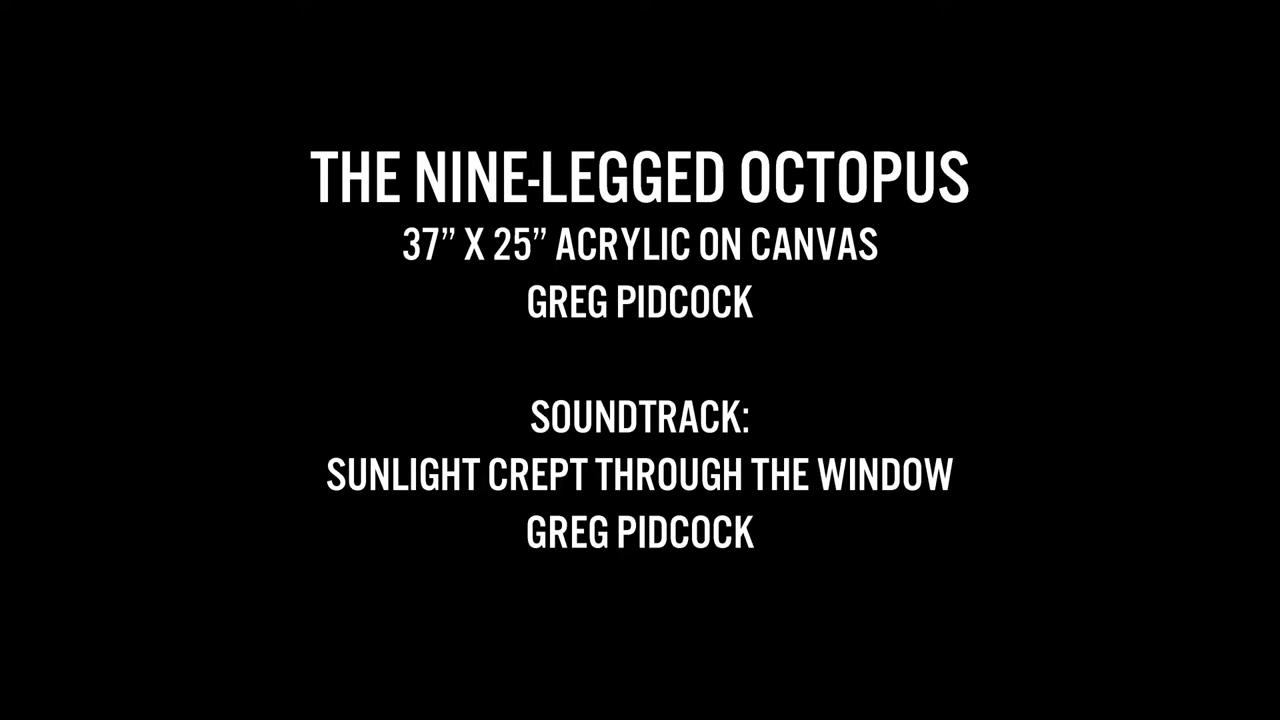 THE NINE-LEGGED OCTOPUS
37” X 25” ACRYLIC ON CANVAS
GREG PIDCOCK
SOUNDTRACK:
SUNLIGHT CREPT THROUGH THE WINDOW
GREG PIDCOCK